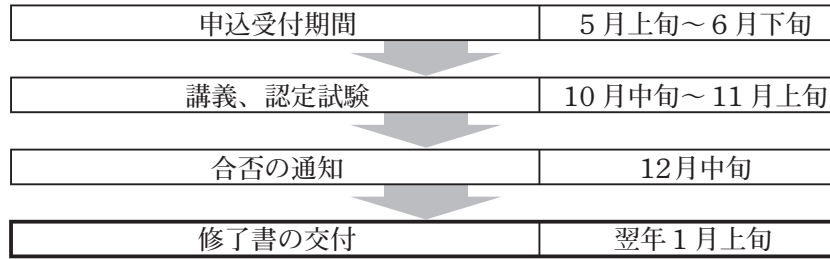 申込受付期間 5月上旬～6月下旬
講義、認定試験 10月中旬～11月上旬
合否の通知 12月中旬
修了書の交付 翌年1月上旬